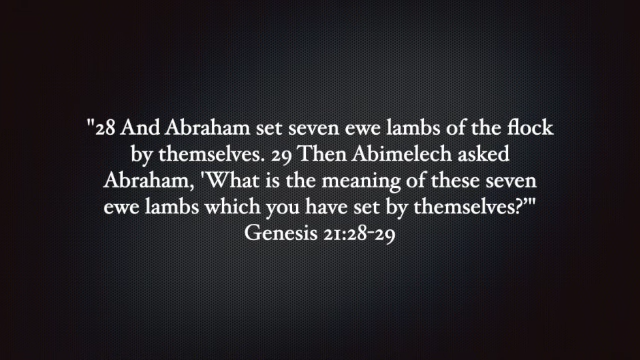 "28 And Abraham set seven ewe lambs of the flock
by themselves. 29 Then Abimelech asked
Abraham, 'What is the meaning of these seven
ewe lambs which you have set by themselves?’"
Genesis 21:28-29